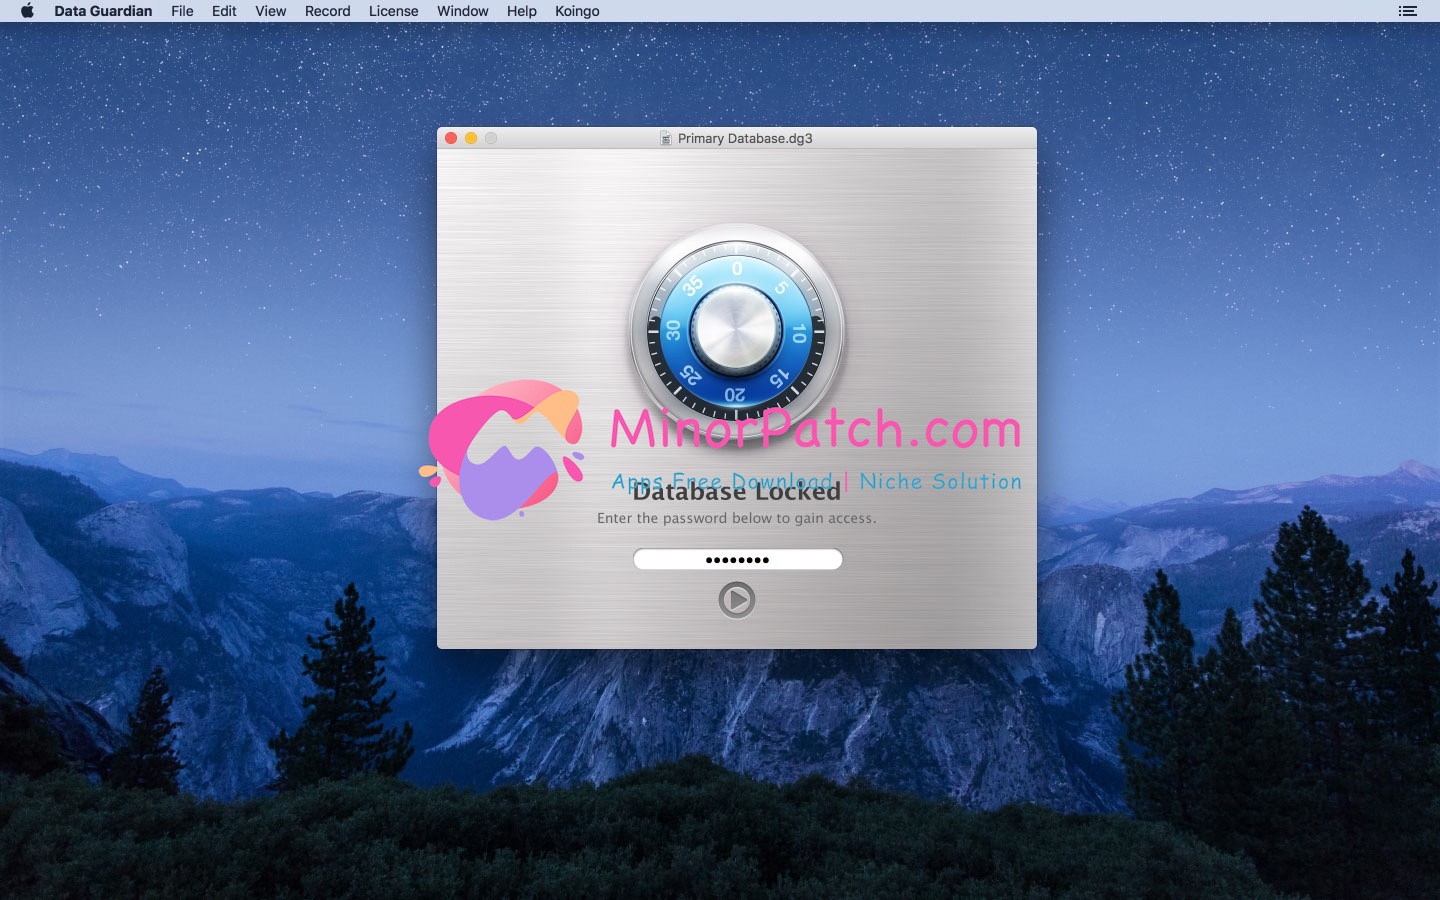 Data Guardian File Edit View Record License Window Help Koingo
Primary Database.dg3
0
5
10
15
20
25
30
35
MinorPatch.com
Apps Free Download | Niche Solution
Database Locked
Enter the password below to gain access.